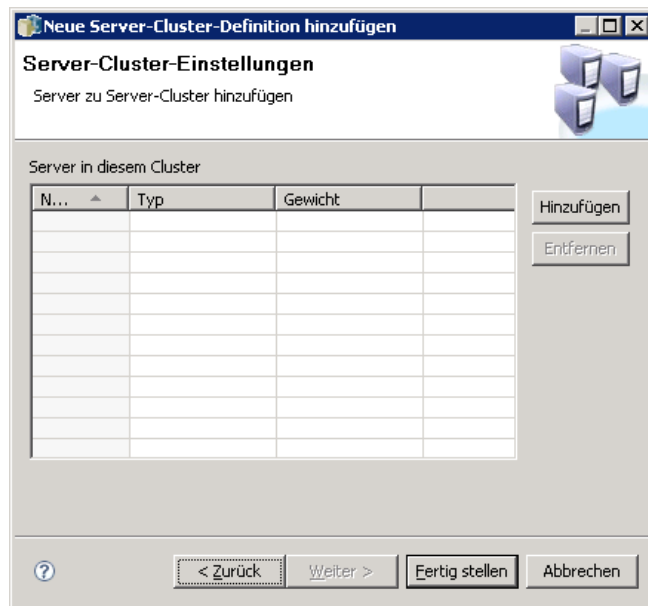 Neue Server-Cluster-Definition hinzufügen
Server-Cluster-Einstellungen
Server zu Server-Cluster hinzufügen
Server in diesem Cluster
N... Typ Gewicht
Hinzufügen
Entfernen
? < Zurück Weiter > Fertig stellen Abbrechen